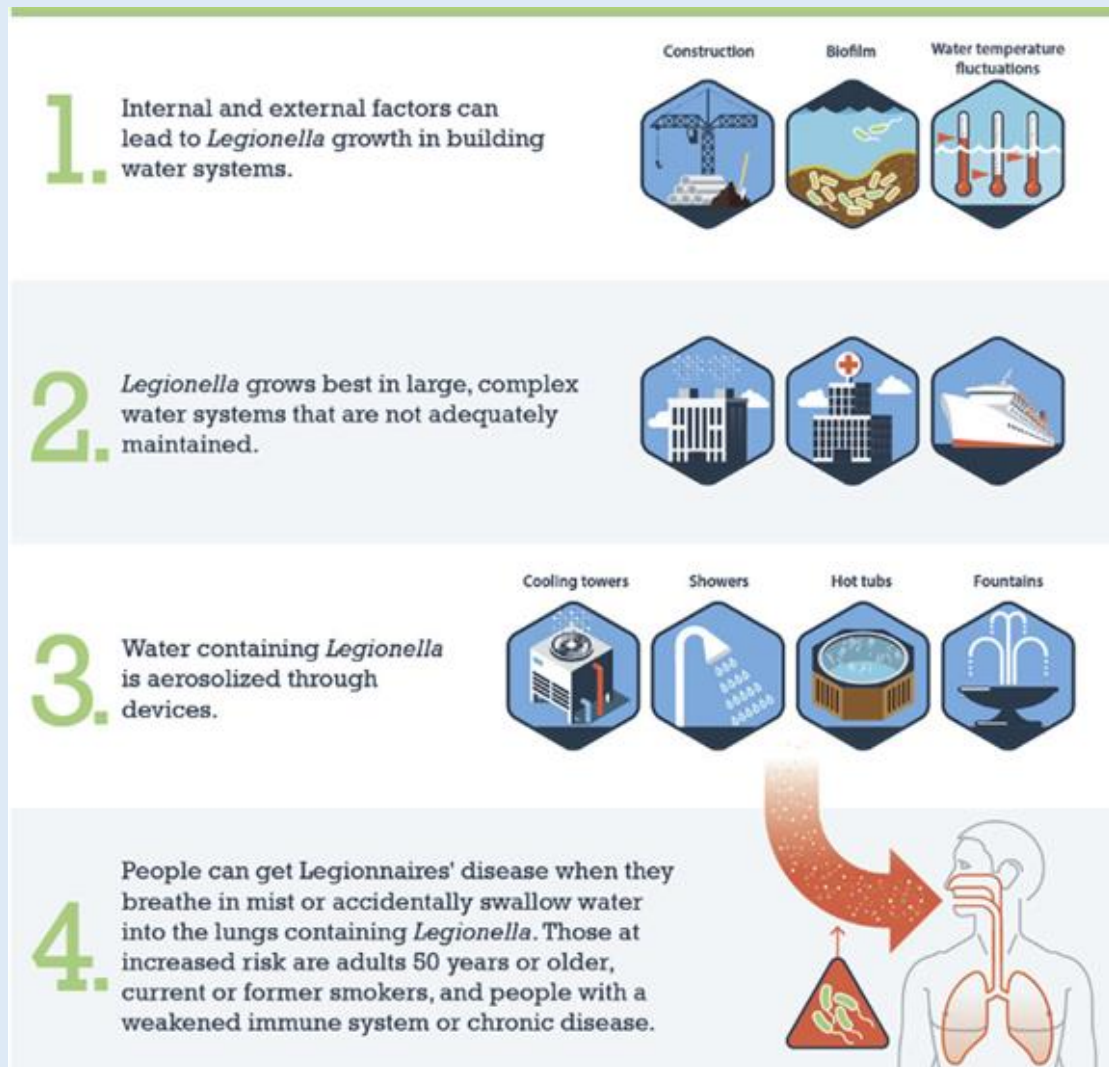 Construction
Biofilm
Water temperature
fluctuations
1.
Internal and external factors can
lead to Legionella growth in building
water systems.
2.
Legionella grows best in large, complex
water systems that are not adequately
maintained.
Cooling towers
Showers
Hot tubs
Fountains
3.
Water containing Legionella
is aerosolized through
devices.
4.
People can get Legionnaires' disease when they
breathe in mist or accidentally swallow water
into the lungs containing Legionella. Those at
increased risk are adults 50 years or older,
current or former smokers, and people with a
weakened immune system or chronic disease.